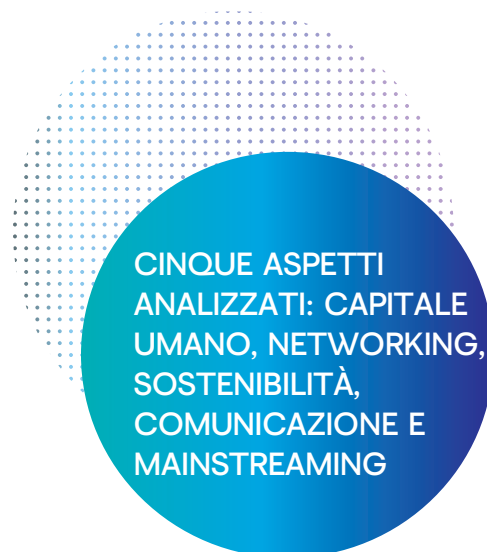 CINQUE ASPETTI
ANALIZZATI: CAPITALE
UMANO, NETWORKING,
SOSTENIBILITÀ,
COMUNICAZIONE E
MAINSTREAMING